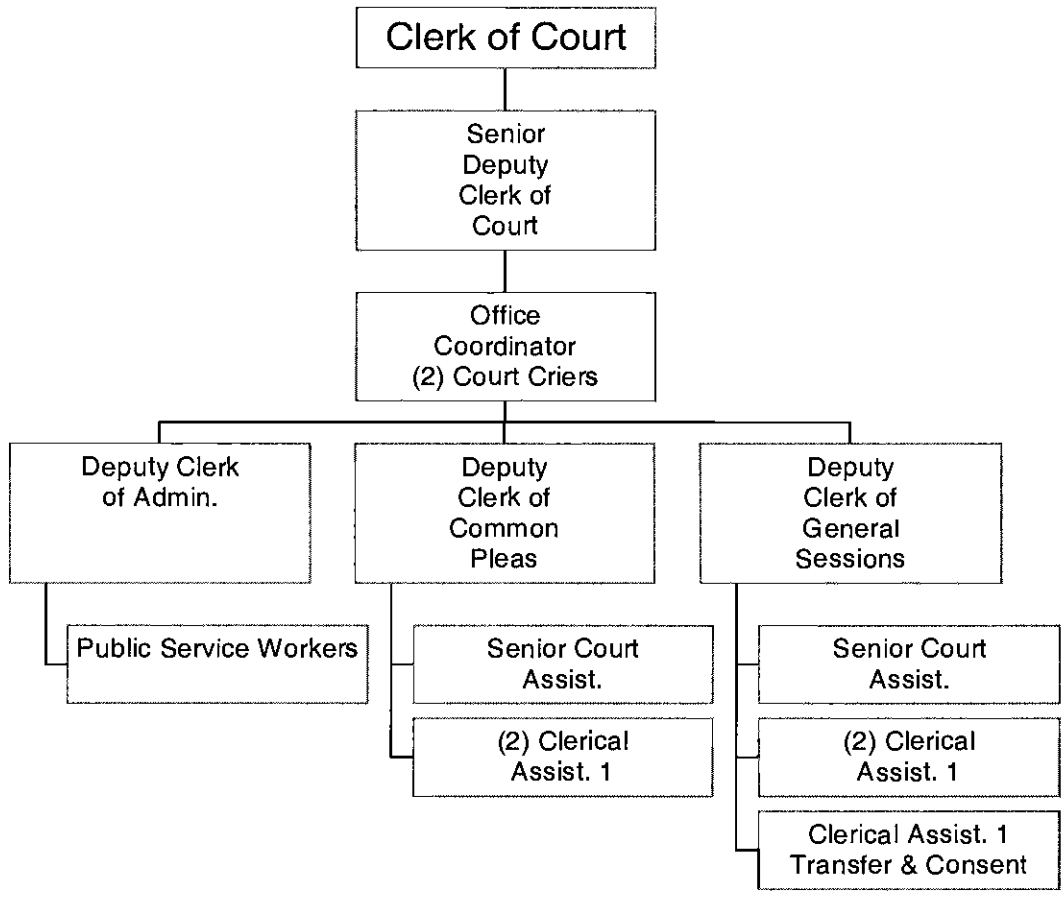 Clerk of Court
Senior
Deputy
Clerk of
Court
Office
Coordinator
(2) Court Criers
Deputy Clerk
of Admin.
Deputy
Clerk of
Common
Pleas
Deputy
Clerk of
General
Sessions
Public Service Workers
Senior Court
Assist.
(2) Clerical
Assist. 1
Senior Court
Assist.
(2) Clerical
Assist. 1
Clerical Assist. 1
Transfer & Consent